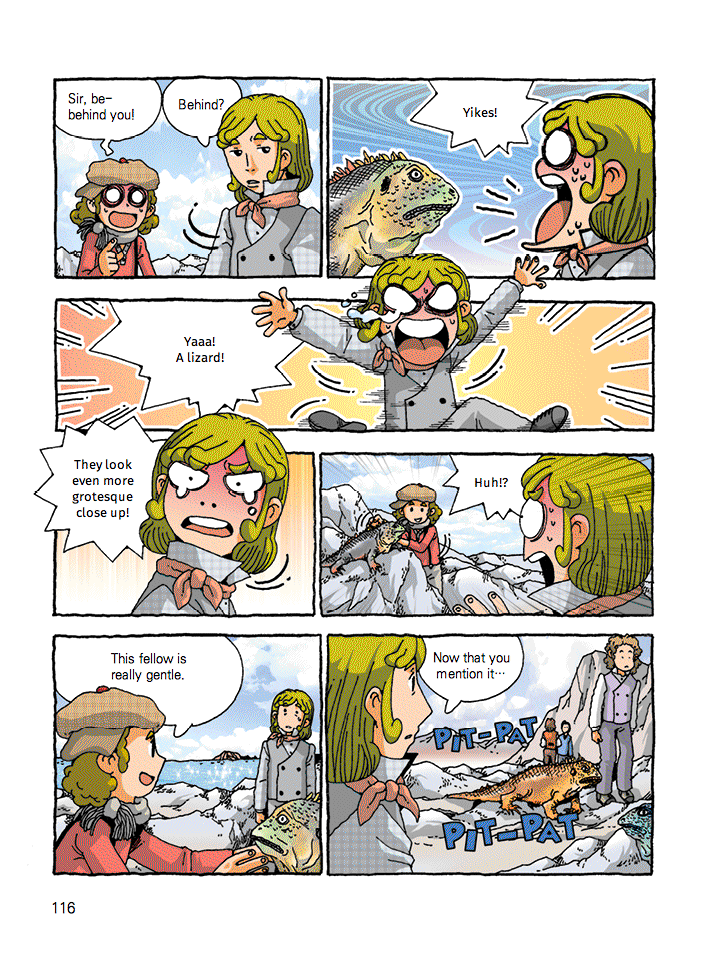 Sir, be-
behind you!
Behind?
Yikes!
Yaaa!
A lizard!
They look
even more
grotesque
close up!
Huh!?
This fellow is
really gentle.
Now that you
mention it...
PIT-PAT
PIT-PAT
116